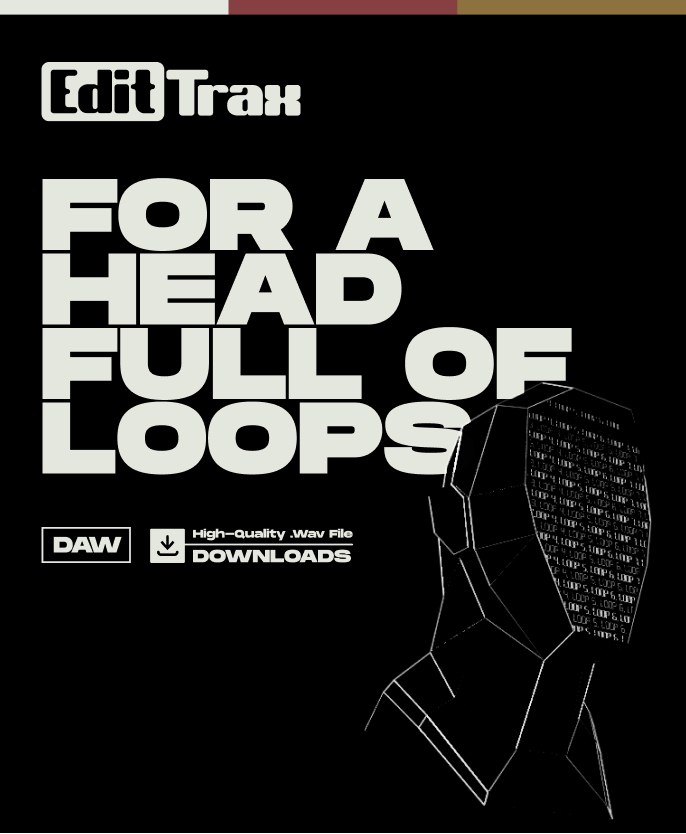 Edit Trax
FOR A
HEAD
FULL OF
LOOPS
DAW
High-Quality .Wav File
DOWNLOADS